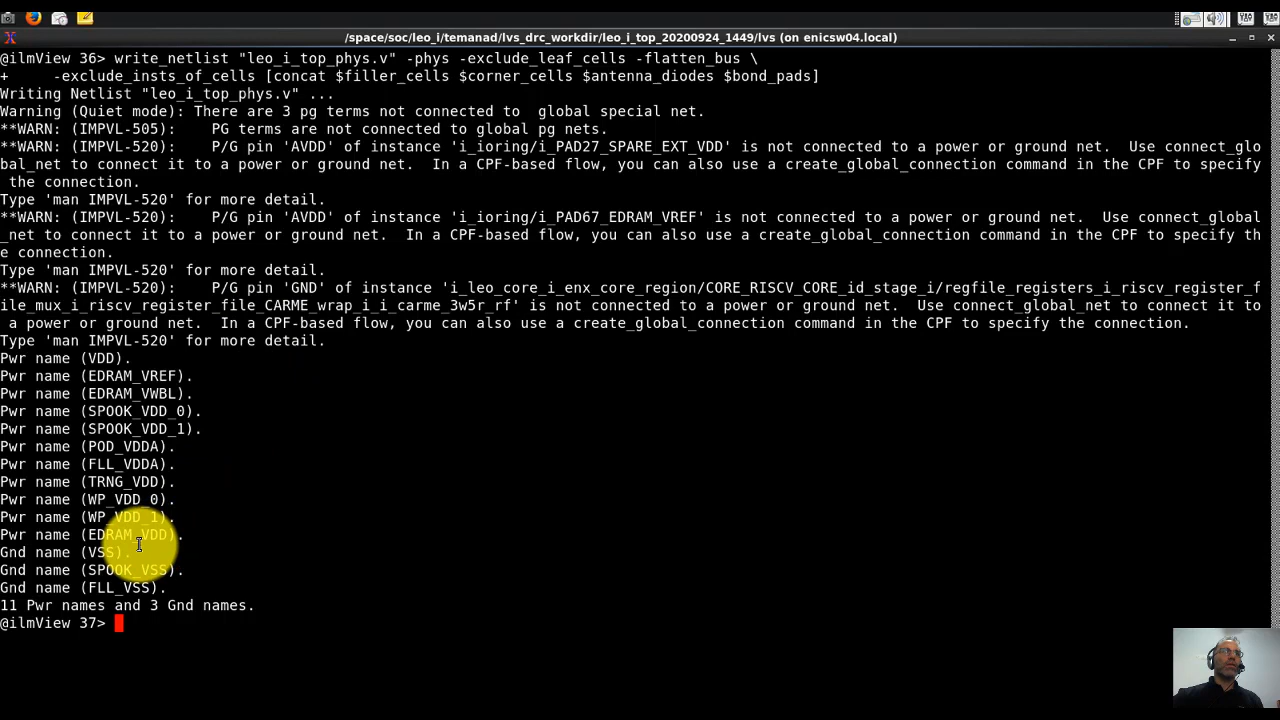 /space/soc/leo_i/temanad/lvs_drc_workdir/leo_i_top_20200924_1449/lvs (on enicsw04.local)
@ilmView 36> write_netlist "leo_i_top_phys.v" -phys -exclude_leaf_cells -flatten_bus \
+      -exclude_insts_of_cells [concat $filler_cells $corner_cells $antenna_diodes $bond_pads]
Writing Netlist "leo_i_top_phys.v" ...
Warning (Quiet mode): There are 3 pg terms not connected to  global special net.
**WARN: (IMPVL-505):    PG terms are not connected to global pg nets.
**WARN: (IMPVL-520):    P/G pin 'AVDD' of instance 'i_ioring/i_PAD27_SPARE_EXT_VDD' is not connected to a power or ground net.  Use connect_glo
bal_net to connect it to a power or ground net.  In a CPF-based flow, you can also use a create_global_connection command in the CPF to specify
 the connection.
Type 'man IMPVL-520' for more detail.
**WARN: (IMPVL-520):    P/G pin 'AVDD' of instance 'i_ioring/i_PAD67_EDRAM_VREF' is not connected to a power or ground net.  Use connect_global
_net to connect it to a power or ground net.  In a CPF-based flow, you can also use a create_global_connection command in the CPF to specify th
e connection.
Type 'man IMPVL-520' for more detail.
**WARN: (IMPVL-520):    P/G pin 'GND' of instance 'i_leo_core_i_enx_core_region/CORE_RISCV_CORE_id_stage_i/regfile_registers_i_riscv_register_f
ile_mux_i_riscv_register_file_CARME_wrap_i_i_carme_3w5r_rf' is not connected to a power or ground net.  Use connect_global_net to connect it to
 a power or ground net.  In a CPF-based flow, you can also use a create_global_connection command in the CPF to specify the connection.
Type 'man IMPVL-520' for more detail.
Pwr name (VDD).
Pwr name (EDRAM_VREF).
Pwr name (EDRAM_VWBL).
Pwr name (SPOOK_VDD_0).
Pwr name (SPOOK_VDD_1).
Pwr name (POD_VDDA).
Pwr name (FLL_VDDA).
Pwr name (TRNG_VDD).
Pwr name (WP_VDD_0).
Pwr name (WP_VDD_1).
Pwr name (EDRAM_VDD).
Gnd name (VSS).
Gnd name (SPOOK_VSS).
Gnd name (FLL_VSS).
11 Pwr names and 3 Gnd names.
@ilmView 37>